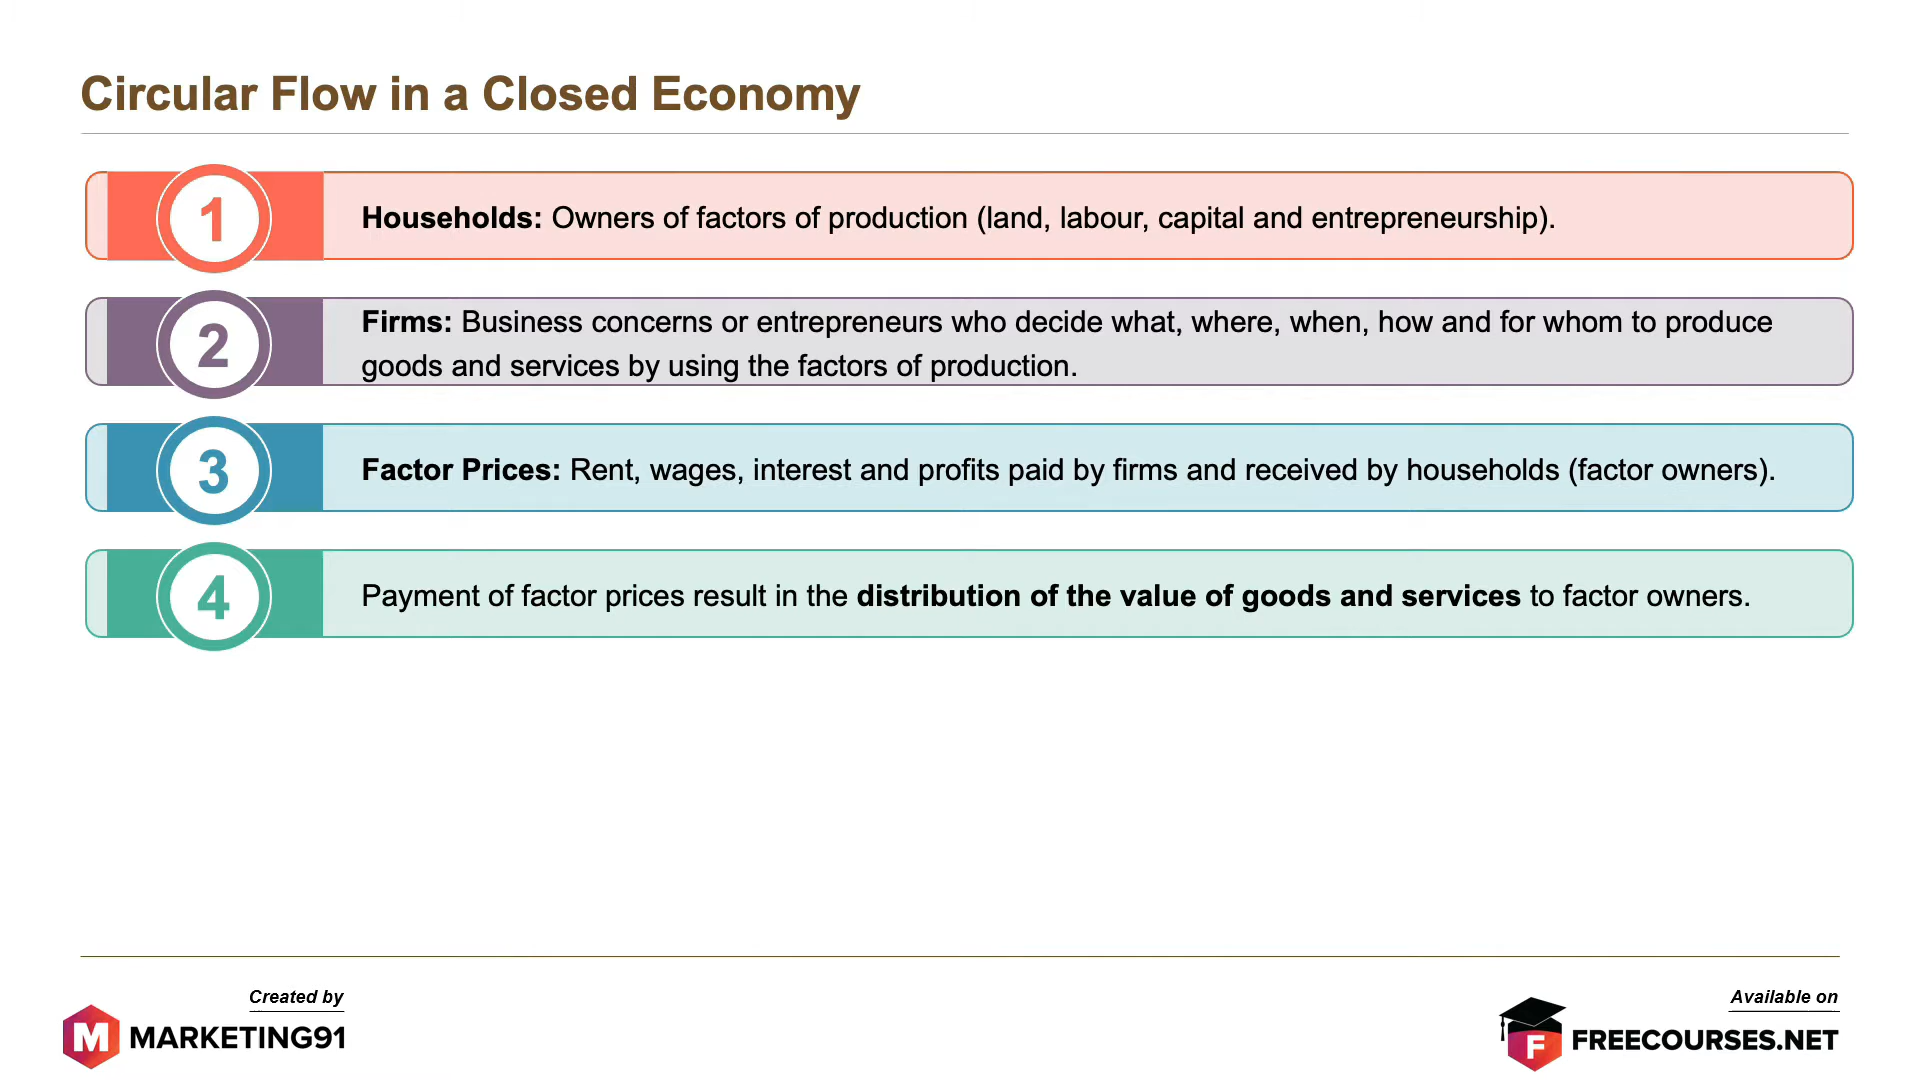 Circular Flow in a Closed Economy
1
Households: Owners of factors of production (land, labour, capital and entrepreneurship).
2
Firms: Business concerns or entrepreneurs who decide what, where, when, how and for whom to produce
goods and services by using the factors of production.
3
Factor Prices: Rent, wages, interest and profits paid by firms and received by households (factor owners).
4
Payment of factor prices result in the distribution of the value of goods and services to factor owners.
Created by
M MARKETING91
Available on
F FREECOURSES.NET